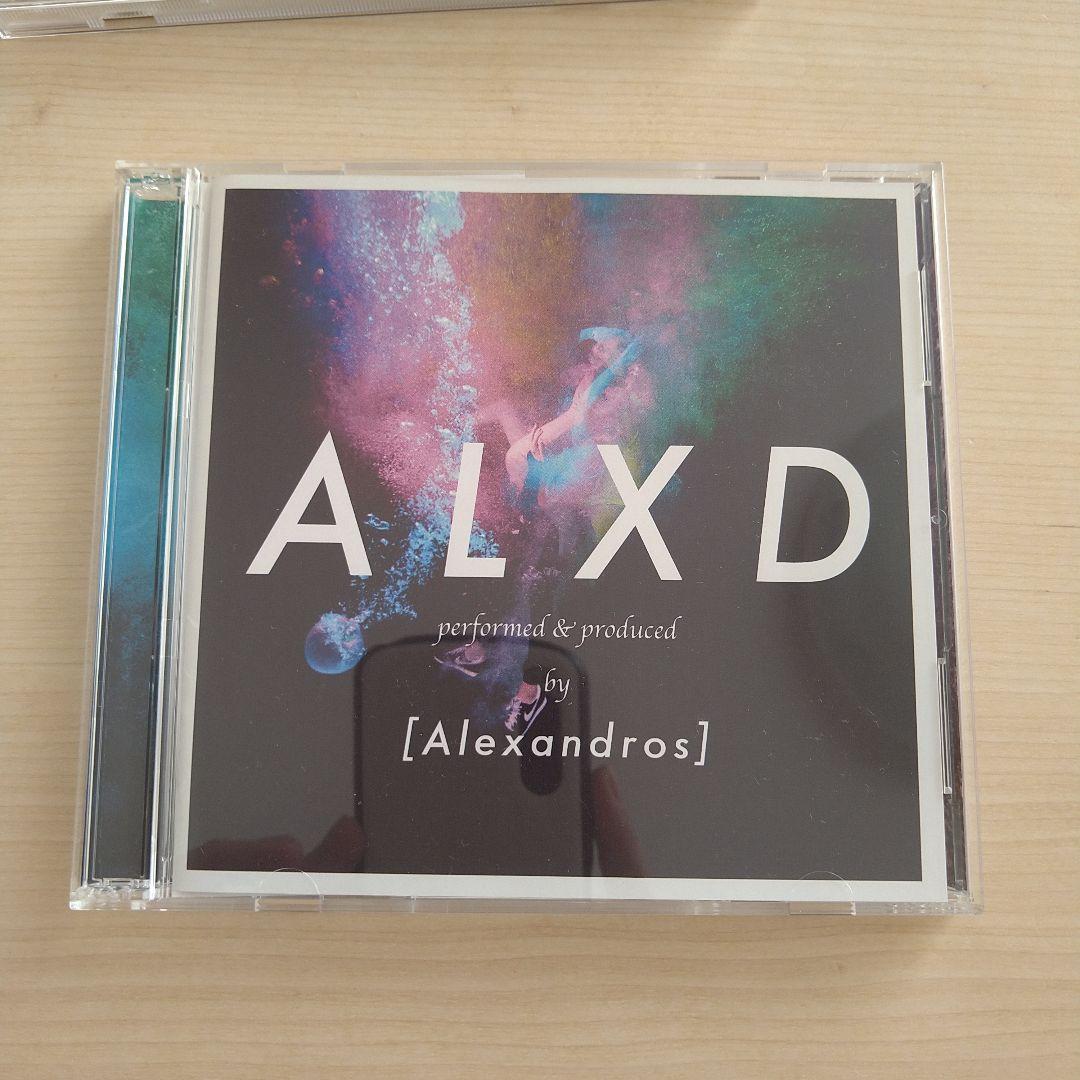 ALXD
performed & produced
by
[Alexandros]